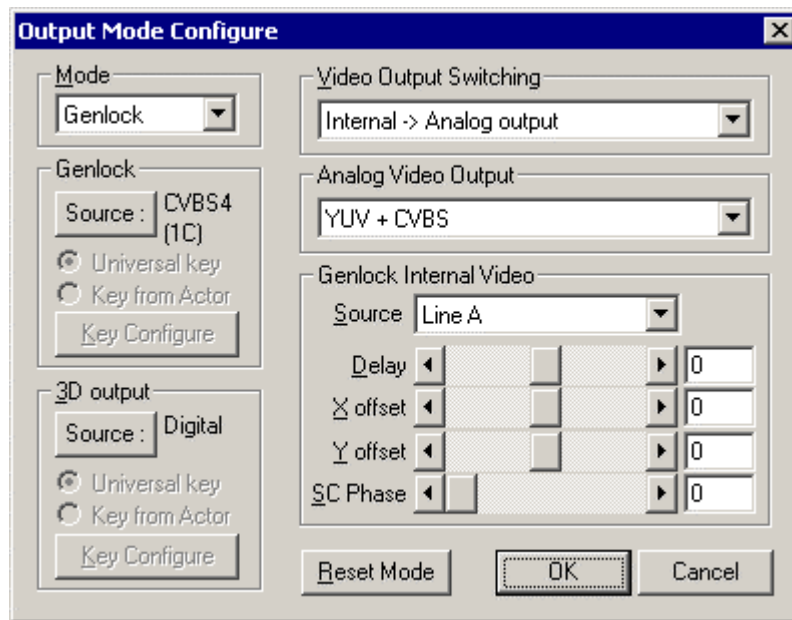 Output Mode Configure
Mode
Genlock
Genlock
Source :
CVBS4
(1C)
Universal key
Key from Actor
Key Configure
3D output
Source :
Digital
Universal key
Key from Actor
Key Configure
Video Output Switching
Internal -> Analog output
Analog Video Output
YUV + CVBS
Genlock Internal Video
Source Line A
Delay 0
X offset 0
Y offset 0
SC Phase 0
Reset Mode OK Cancel